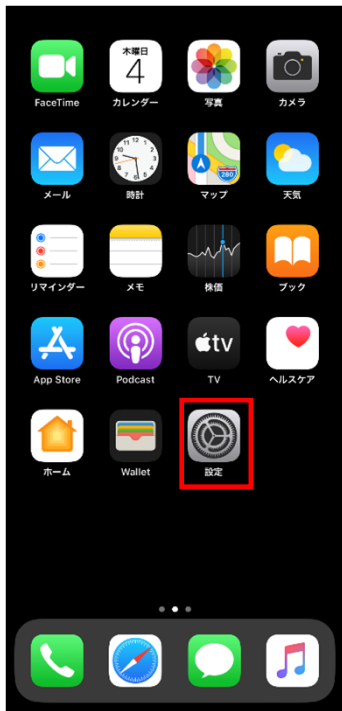 FaceTime
木曜日
4
カレンダー
写真
カメラ
メール
時計
マップ
280
天気
リマインダー
メモ
株価
ブック
App Store
Podcast
tv
TV
ヘルスケア
ホーム
Wallet
設定